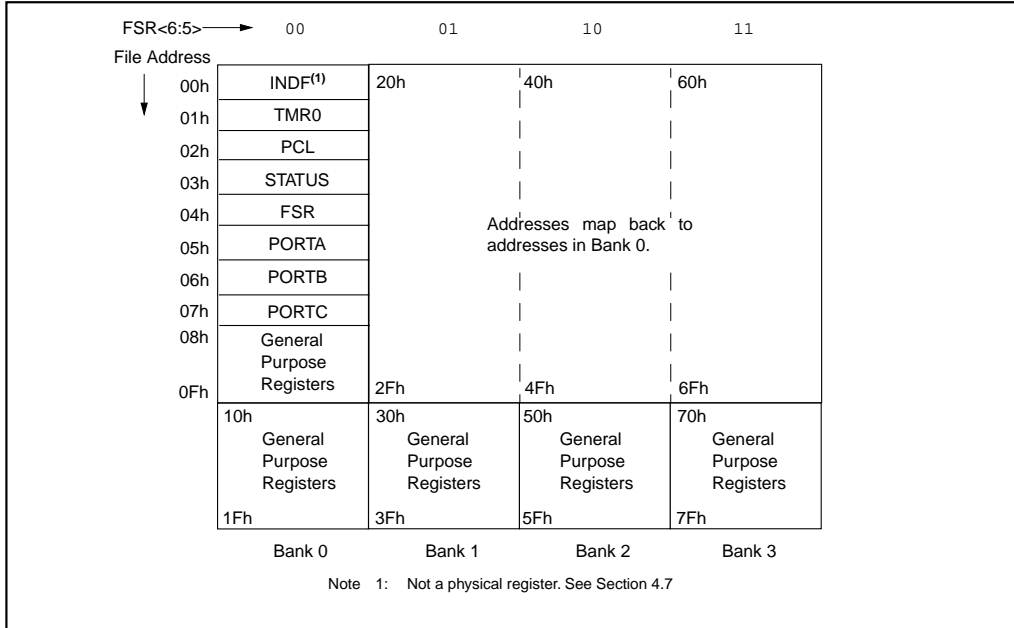 FSR<6:5> 00 01 10 11
File Address
00h INDF(1) 20h 40h 60h
01h TMR0
02h PCL
03h STATUS
04h FSR
Addresses map back to
05h PORTA addresses in Bank 0.
06h PORTB
07h PORTC
08h General
Purpose
0Fh Registers 2Fh 4Fh 6Fh
10h 30h 50h 70h
General General General General
Purpose Purpose Purpose Purpose
Registers Registers Registers Registers
1Fh 3Fh 5Fh 7Fh
Bank 0 Bank 1 Bank 2 Bank 3
Note 1: Not a physical register. See Section 4.7